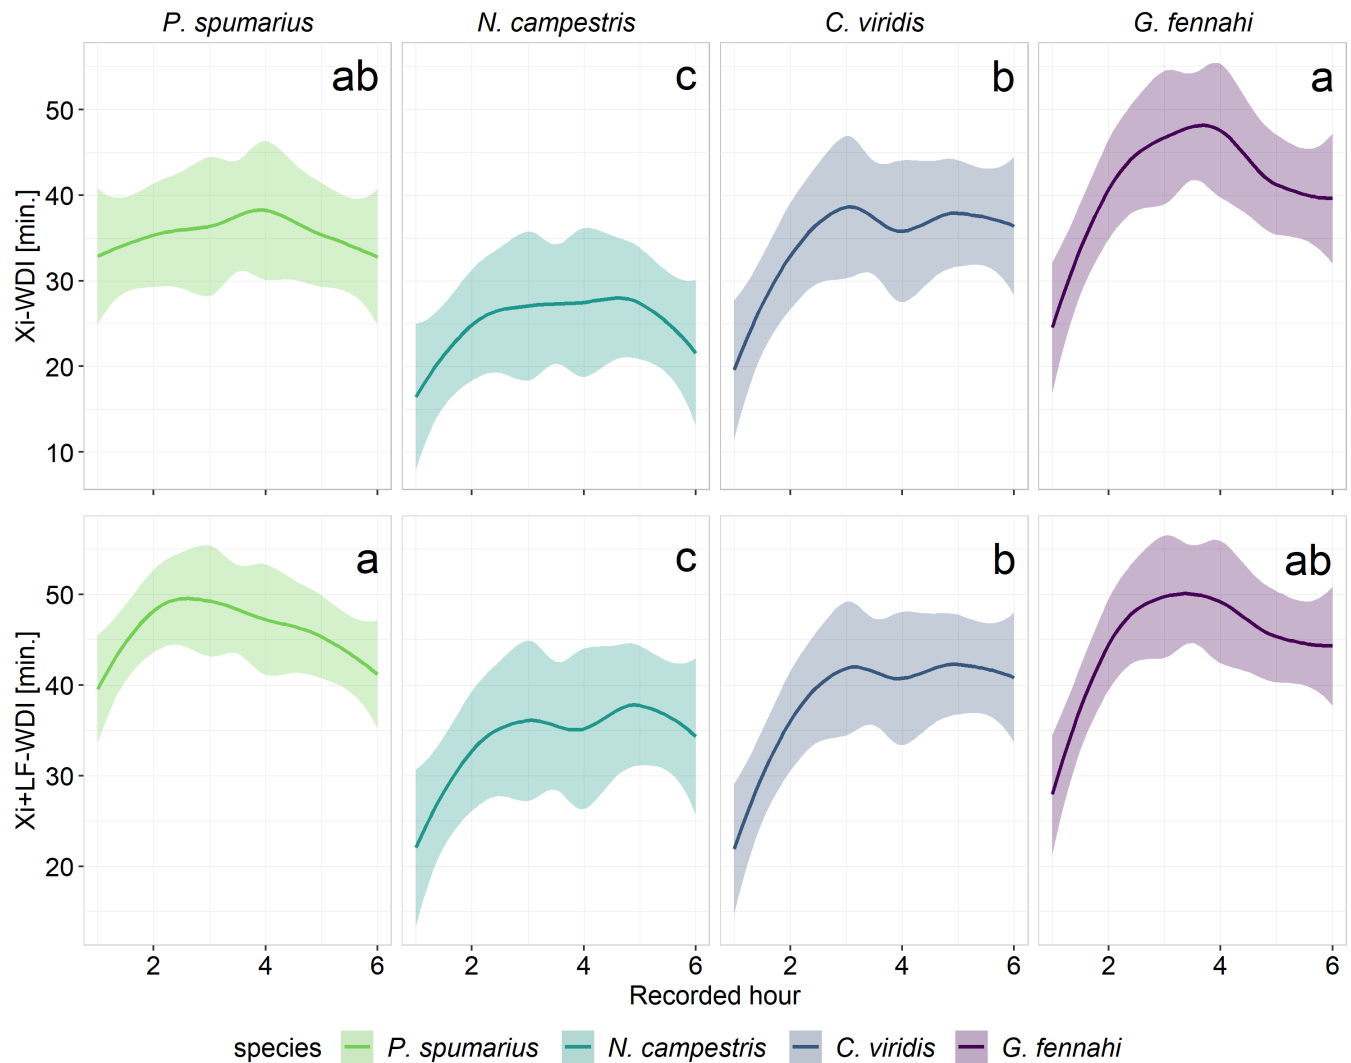 P. spumarius N. campestris C. viridis G. fennahi
ab c b a
Xi-WDI [min.]
50
40
30
20
10
a c b ab
Xi+LF-WDI [min.]
50
40
30
20
2 4 6 2 4 6 2 4 6 2 4 6
Recorded hour
species P. spumarius N. campestris C. viridis G. fennahi